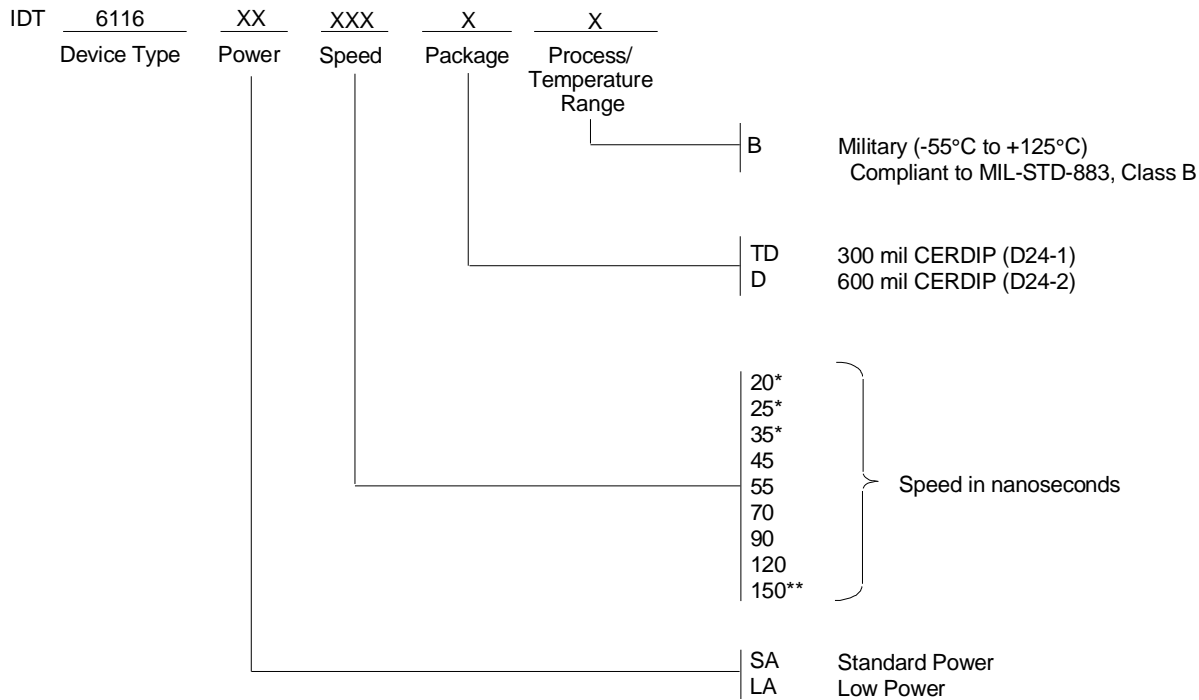 IDT 6116 XX XXX X X
Device Type Power Speed Package Process/
Temperature
Range
B Military (-55°C to +125°C)
Compliant to MIL-STD-883, Class B
TD 300 mil CERDIP (D24-1)
D 600 mil CERDIP (D24-2)
20*
25*
35*
45
55 Speed in nanoseconds
70
90
120
150**
SA Standard Power
LA Low Power